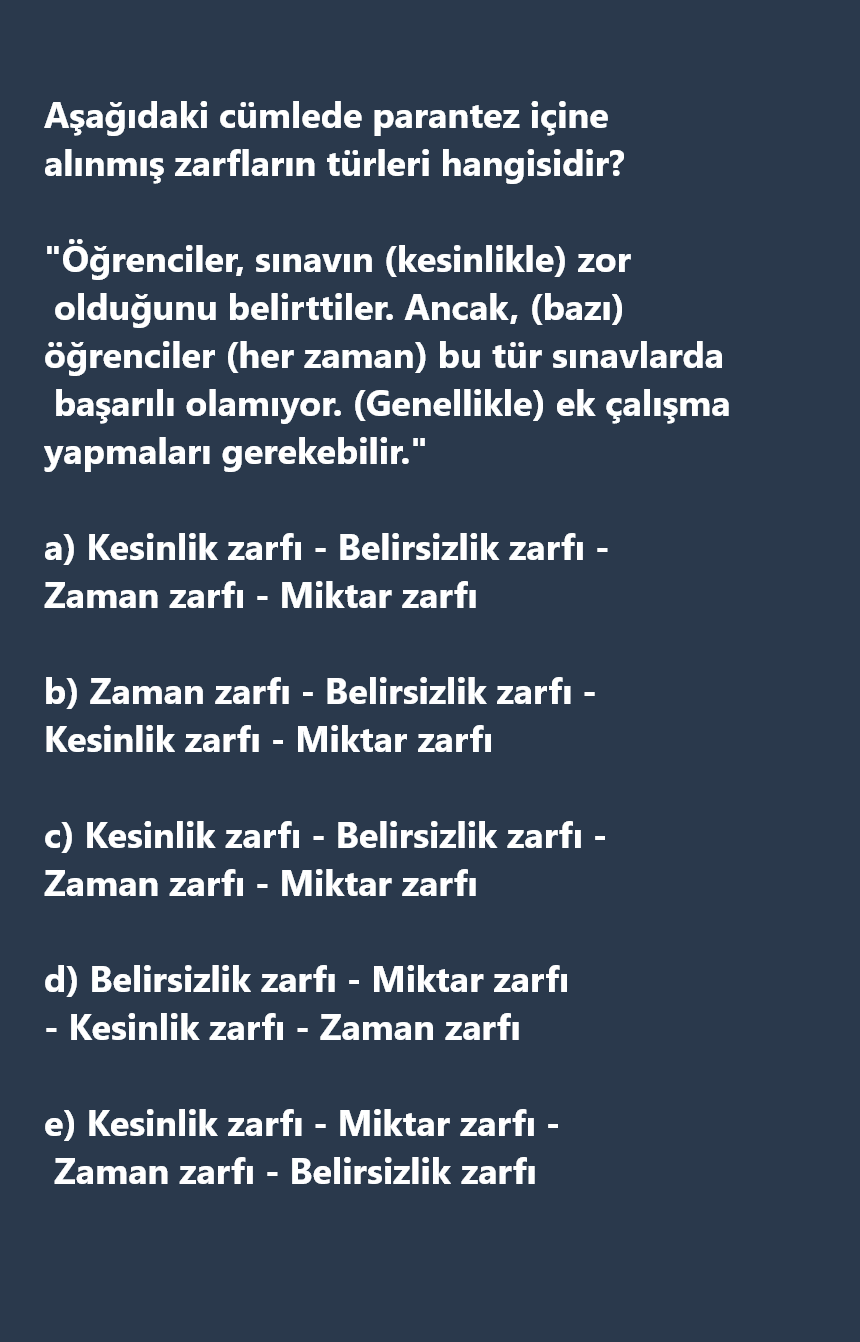 Aşağıdaki cümlede parantez içine
alınmış zarfların türleri hangisidir?
"Öğrenciler, sınavın (kesinlikle) zor
olduğunu belirttiler. Ancak, (bazı)
öğrenciler (her zaman) bu tür sınavlarda
başarılı olamıyor. (Genellikle) ek çalışma
yapmaları gerekebilir."
a) Kesinlik zarfı - Belirsizlik zarfı -
Zaman zarfı - Miktar zarfı
b) Zaman zarfı - Belirsizlik zarfı -
Kesinlik zarfı - Miktar zarfı
c) Kesinlik zarfı - Belirsizlik zarfı -
Zaman zarfı - Miktar zarfı
d) Belirsizlik zarfı - Miktar zarfı
- Kesinlik zarfı - Zaman zarfı
e) Kesinlik zarfı - Miktar zarfı -
Zaman zarfı - Belirsizlik zarfı